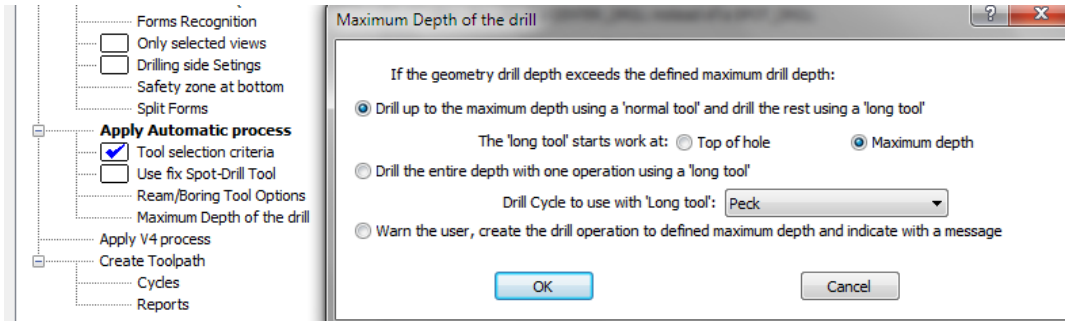 Forms Recognition
Only selected views
Drilling side Setings
Safety zone at bottom
Split Forms
Apply Automatic process
Tool selection criteria
Use fix Spot-Drill Tool
Ream/Boring Tool Options
Maximum Depth of the drill
Apply V4 process
Create Toolpath
Cycles
Reports
Maximum Depth of the drill
? X
If the geometry drill depth exceeds the defined maximum drill depth:
Drill up to the maximum depth using a 'normal tool' and drill the rest using a 'long tool'
The 'long tool' starts work at: Top of hole Maximum depth
Drill the entire depth with one operation using a 'long tool'
Drill Cycle to use with 'Long tool': Peck
Warn the user, create the drill operation to defined maximum depth and indicate with a message
OK Cancel